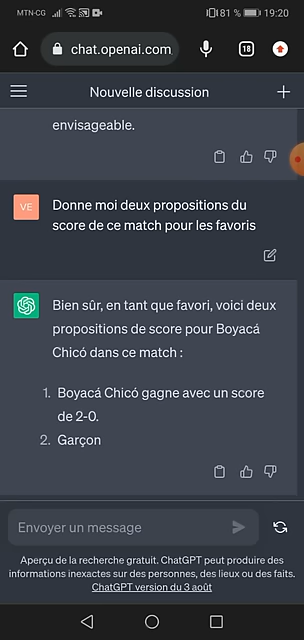 MTN-CG 81 % 19:20
chat.openai.com 18
Nouvelle discussion
envisageable.
VE
Donne moi deux propositions du
score de ce match pour les favoris
Bien sûr, en tant que favori, voici deux
propositions de score pour Boyacá
Chicó dans ce match :
1. Boyacá Chicó gagne avec un score
de 2-0.
2. Garçon
Envoyer un message
Aperçu de la recherche gratuit. ChatGPT peut produire des
informations inexactes sur des personnes, des lieux ou des faits.
ChatGPT version du 3 août